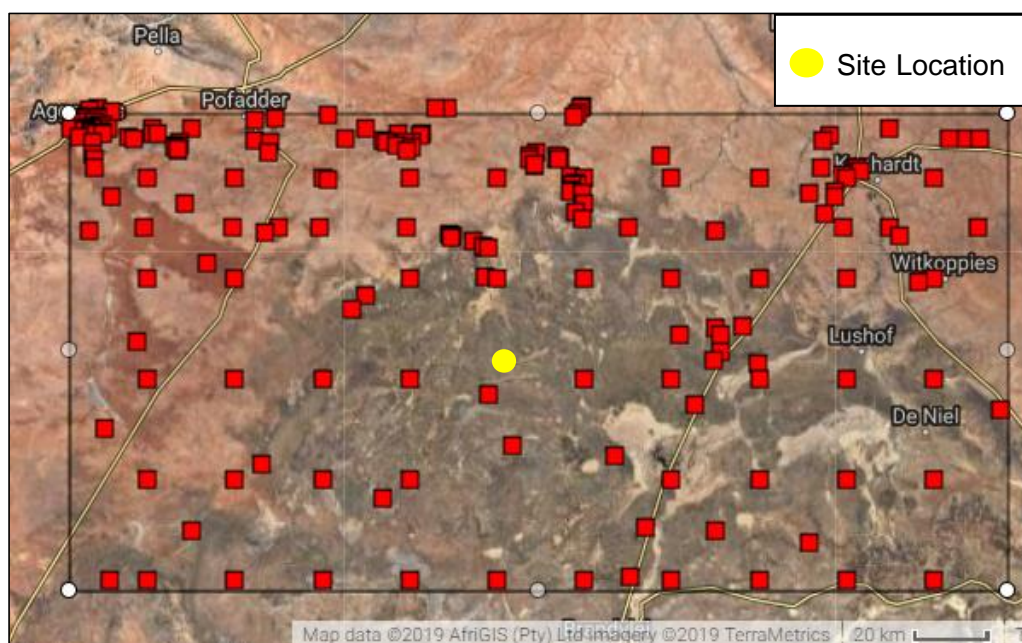 Pella
Site Location
Pofadder
Witkoppies
Lushof
De Niel
Map data ©2019 AfriGIS (Pty) Ltd Imagery ©2019 TerraMetrics
20 km